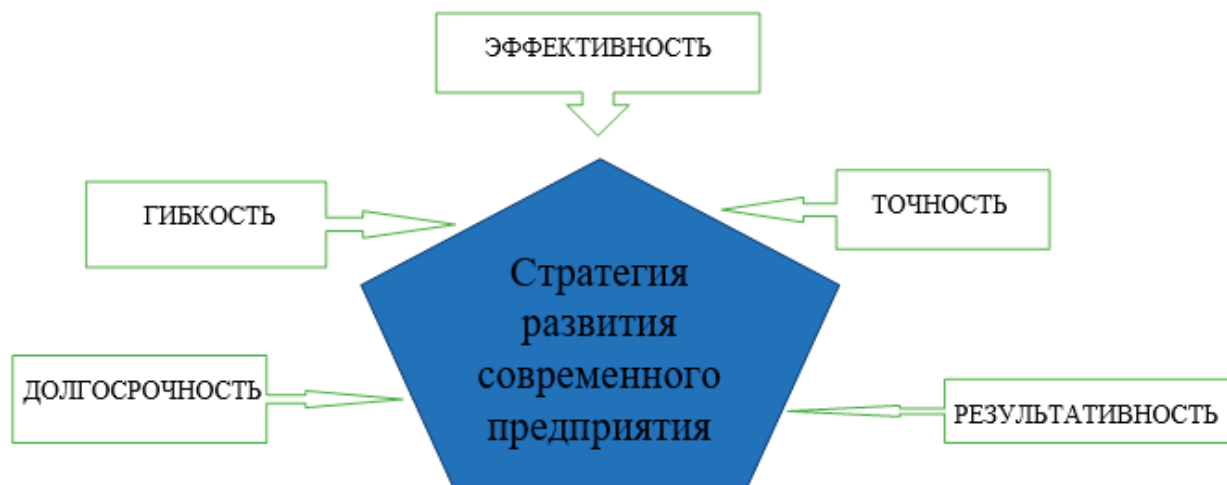 ЭФФЕКТИВНОСТЬ
ГИБКОСТЬ
ТОЧНОСТЬ
Стратегия
развития
современного
предприятия
ДОЛГОСРОЧНОСТЬ
РЕЗУЛЬТАТИВНОСТЬ